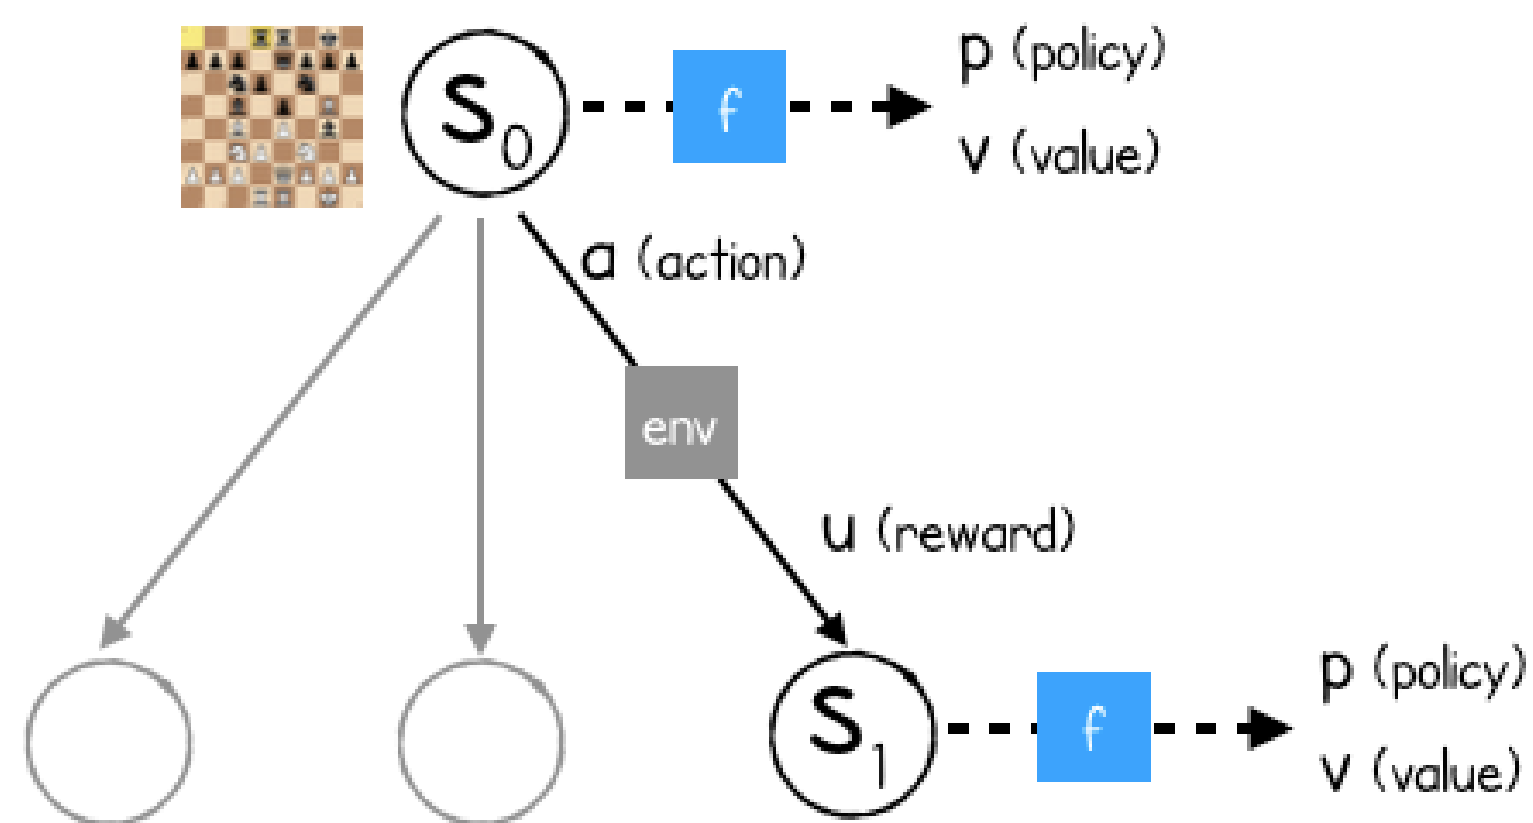 S0
f
p (policy)
v (value)
a (action)
env
u (reward)
S1
f
p (policy)
v (value)